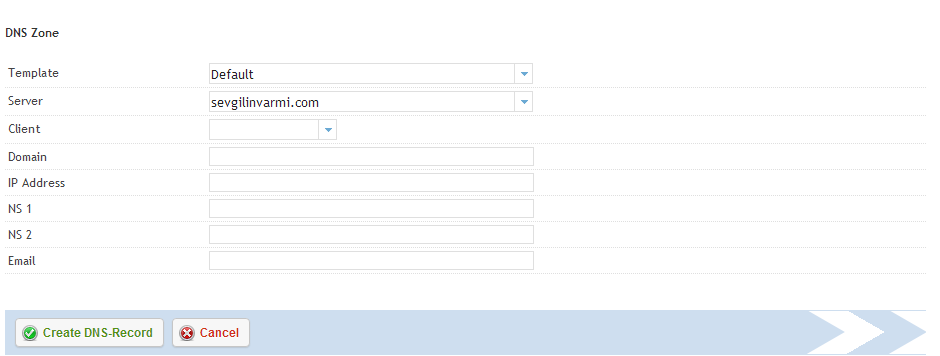 DNS Zone
Template Default
Server sevgilinvarmi.com
Client
Domain
IP Address
NS 1
NS 2
Email
Create DNS-Record Cancel